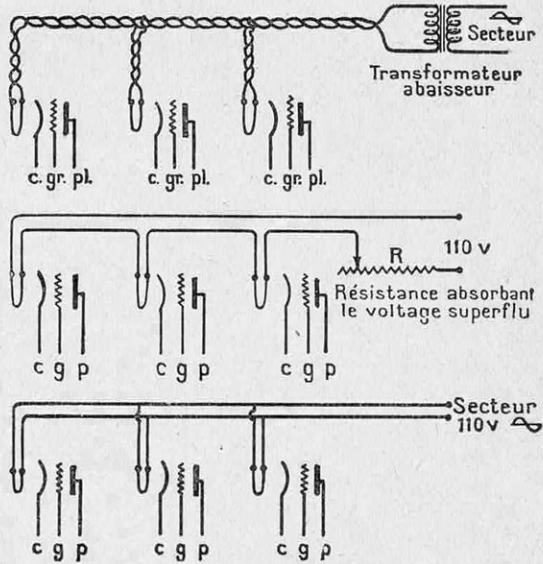 Secteur
Transformateur
abaisseur
c. gr. pl.
c. gr. pl.
c. gr. pl.
110 v
R
Résistance absorbant
le voltage superflu
c g p
c g p
c g p
Secteur
110 v
c g p
c g p
c g p